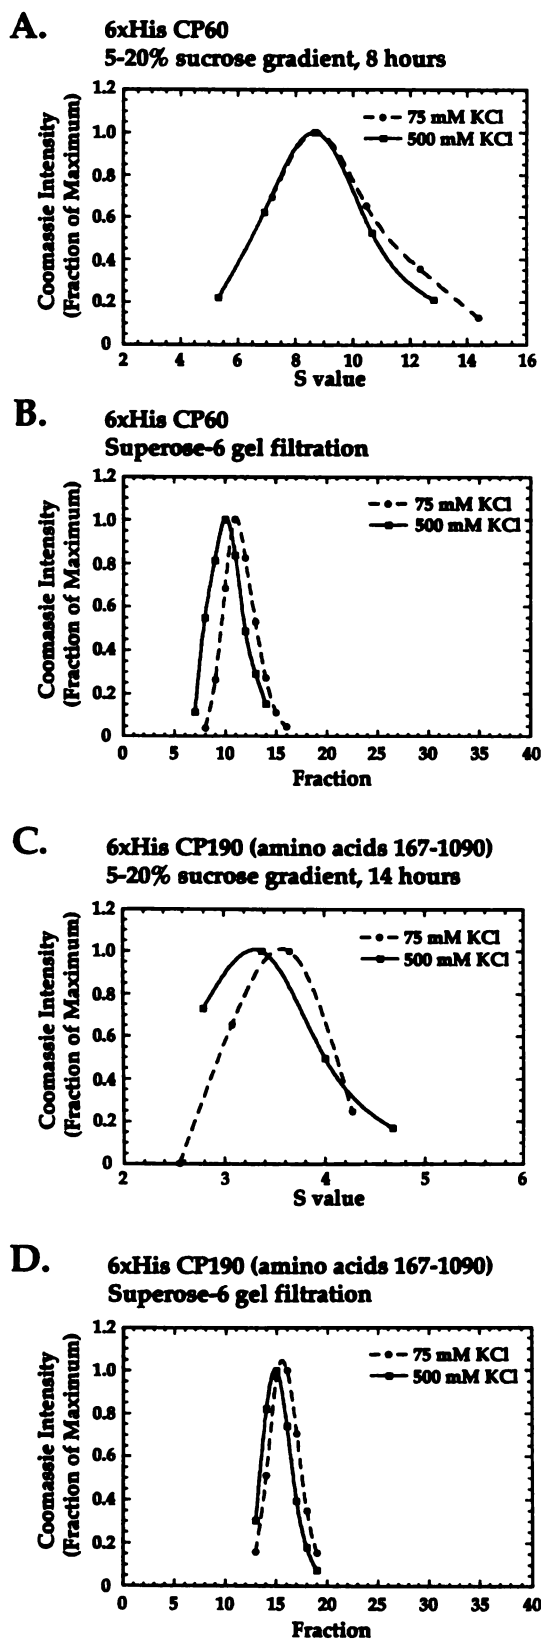 A.
6xHis CP60
5-20% sucrose gradient, 8 hours
1.2
1.0
0.8
0.6
0.4
0.2
0
Coomassie Intensity
(Fraction of Maximum)
75 mM KCl
500 mM KCl
2 4 6 8 10 12 14 16
S value
B.
6xHis CP60
Superose-6 gel filtration
1.2
1.0
0.8
0.6
0.4
0.2
0
Coomassie Intensity
(Fraction of Maximum)
75 mM KCl
500 mM KCl
0 5 10 15 20 25 30 35 40
Fraction
C.
6xHis CP190 (amino acids 167-1090)
5-20% sucrose gradient, 14 hours
1.2
1.0
0.8
0.6
0.4
0.2
0
Coomassie Intensity
(Fraction of Maximum)
75 mM KCl
500 mM KCl
2 3 4 5 6
S value
D.
6xHis CP190 (amino acids 167-1090)
Superose-6 gel filtration
1.2
1.0
0.8
0.6
0.4
0.2
0
Coomassie Intensity
(Fraction of Maximum)
75 mM KCl
500 mM KCl
0 5 10 15 20 25 30 35 40
Fraction